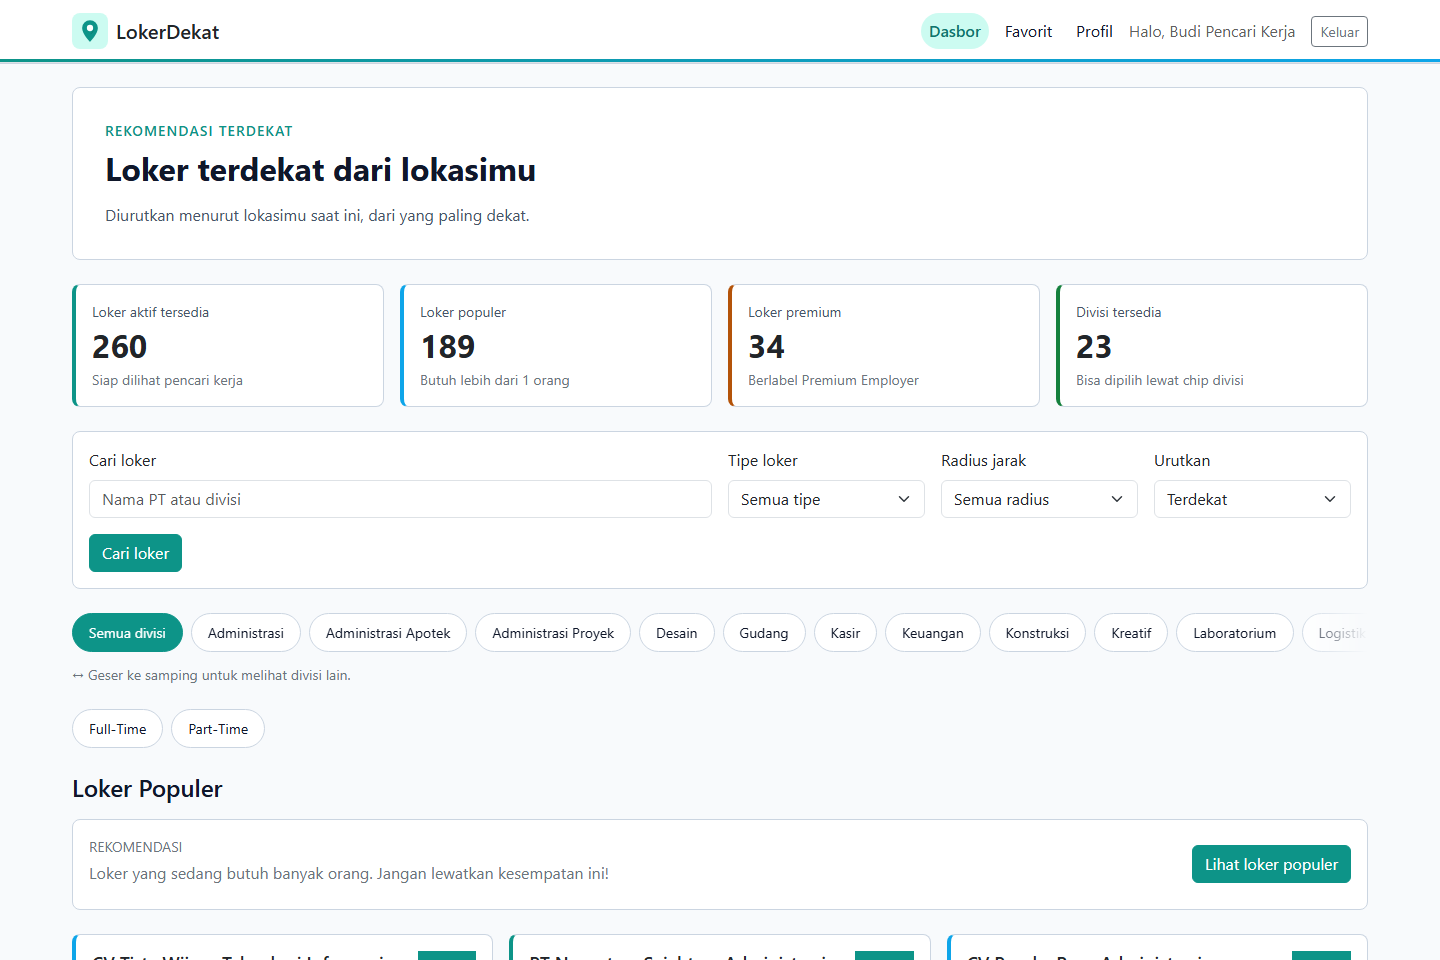 LokerDekat
Dasbor
Favorit
Profil
Halo, Budi Pencari Kerja
Keluar
REKOMENDASI TERDEKAT
Loker terdekat dari lokasimu
Diurutkan menurut lokasimu saat ini, dari yang paling dekat.
Loker aktif tersedia
260
Siap dilihat pencari kerja
Loker populer
189
Butuh lebih dari 1 orang
Loker premium
34
Berlabel Premium Employer
Divisi tersedia
23
Bisa dipilih lewat chip divisi
Cari loker
Nama PT atau divisi
Tipe loker
Semua tipe
Radius jarak
Semua radius
Urutkan
Terdekat
Cari loker
Semua divisi
Administrasi
Administrasi Apotek
Administrasi Proyek
Desain
Gudang
Kasir
Keuangan
Konstruksi
Kreatif
Laboratorium
↔ Geser ke samping untuk melihat divisi lain.
Full-Time
Part-Time
Loker Populer
REKOMENDASI
Loker yang sedang butuh banyak orang. Jangan lewatkan kesempatan ini!
Lihat loker populer